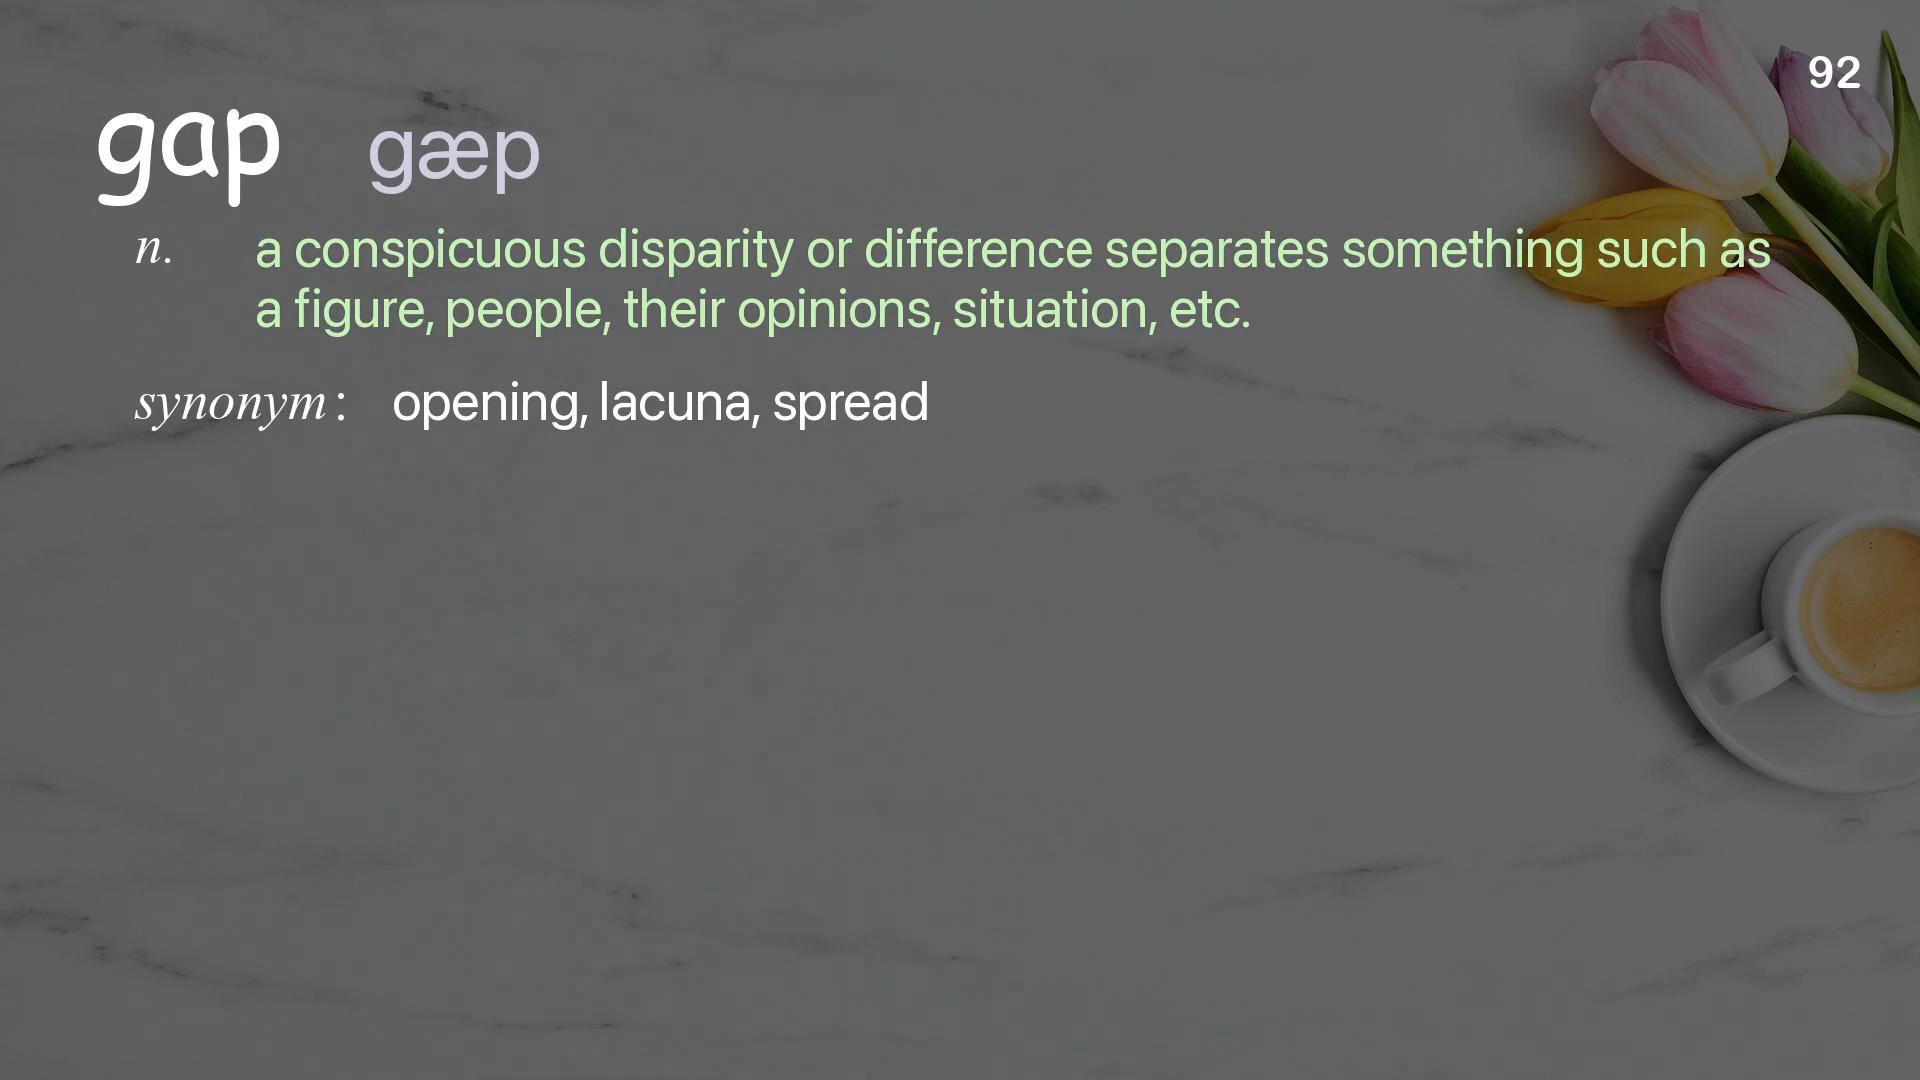 92
gap gæp
n. a conspicuous disparity or difference separates something such as
a figure, people, their opinions, situation, etc.
synonym: opening, lacuna, spread